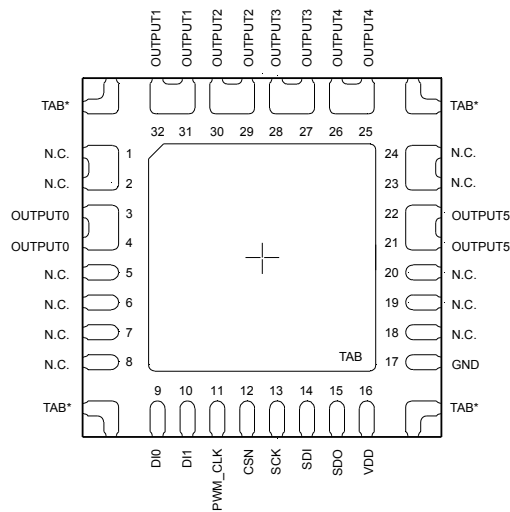 OUTPUT1
OUTPUT1
OUTPUT2
OUTPUT2
OUTPUT3
OUTPUT3
OUTPUT4
OUTPUT4
TAB*
TAB*
32
31
30
29
28
27
26
25
N.C.
1
24
N.C.
N.C.
2
23
N.C.
OUTPUT0
3
22
OUTPUT5
OUTPUT0
4
21
OUTPUT5
N.C.
5
20
N.C.
N.C.
6
19
N.C.
N.C.
7
18
N.C.
N.C.
8
TAB
17
GND
9
10
11
12
13
14
15
16
TAB*
TAB*
DI0
DI1
PWM_CLK
CSN
SCK
SDI
SDO
VDD